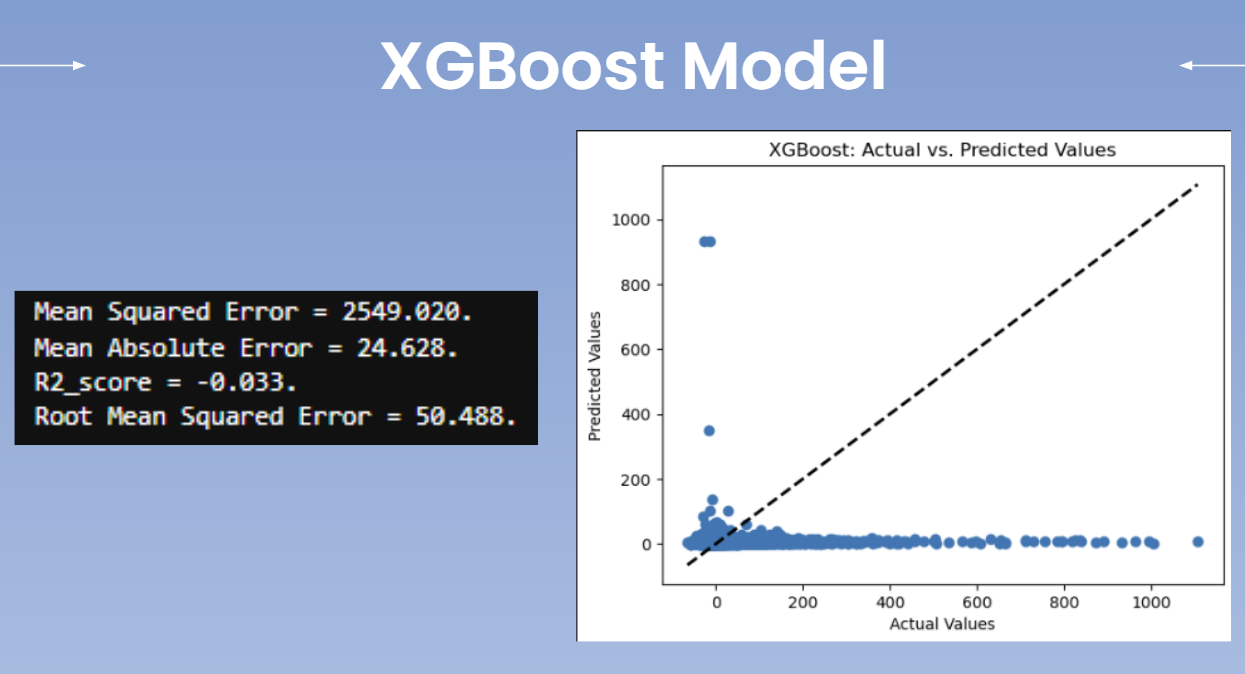 XGBoost Model
Mean Squared Error = 2549.020.
Mean Absolute Error = 24.628.
R2_score = -0.033.
Root Mean Squared Error = 50.488.
XGBoost: Actual vs. Predicted Values
Predicted Values
1000
800
600
400
200
0
0 200 400 600 800 1000
Actual Values